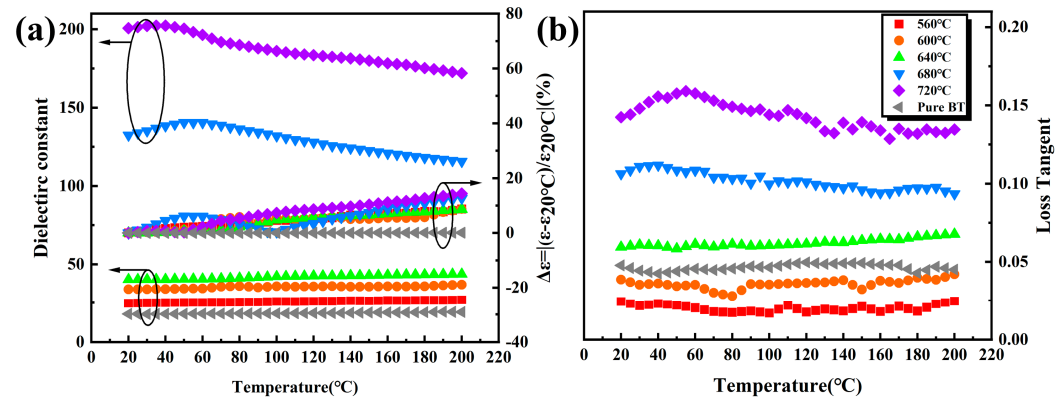 (a)
200
150
100
50
0
Dielectirc constant
80
60
40
20
0
-20
-40
Δε=|(ε-ε20℃)/ε20℃|(%)
0 20 40 60 80 100 120 140 160 180 200 220
Temperature(℃)
(b)
560℃
600℃
640℃
680℃
720℃
Pure BT
0.20
0.15
0.10
0.05
0.00
Loss Tangent
0 20 40 60 80 100 120 140 160 180 200 220
Temperature(℃)